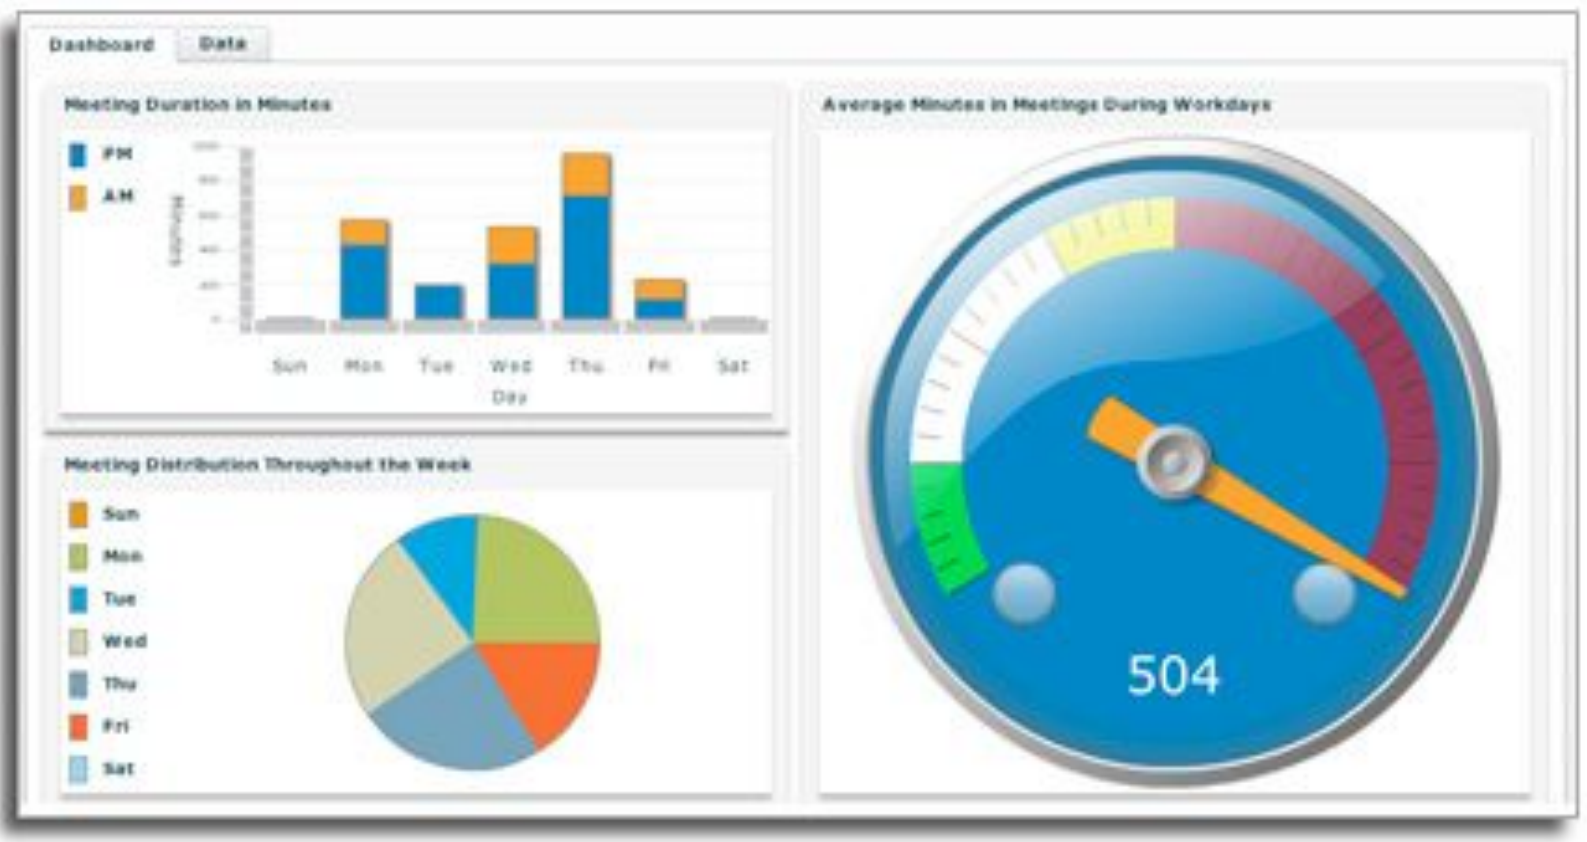 Dashboard
Data
Meeting Duration in Minutes
PM
AM
Minutes
Sun Mon Tue Wed Thu Fri Sat
Day
Average Minutes in Meetings During Workdays
504
Meeting Distribution Throughout the Week
Sun
Mon
Tue
Wed
Thu
Fri
Sat